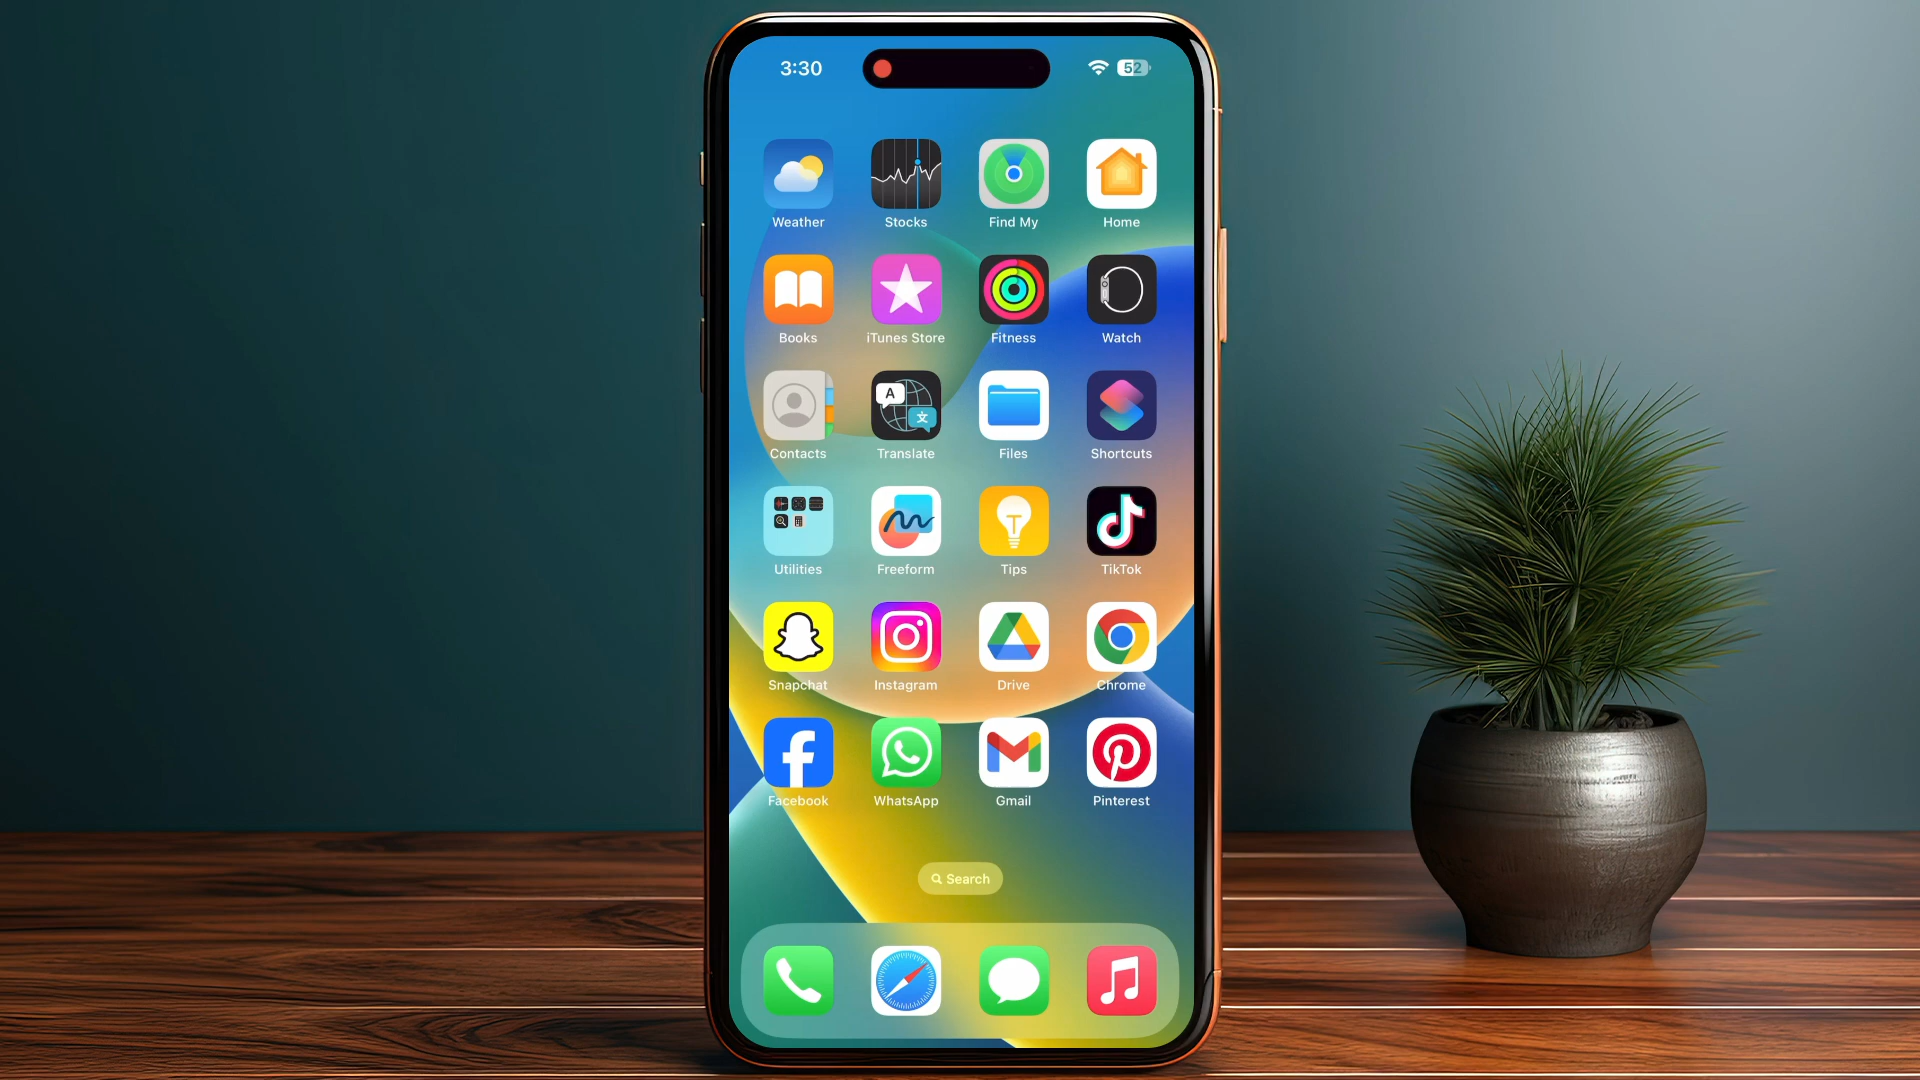 3:30 52
Weather Stocks Find My Home
Books iTunes Store Fitness Watch
A
文
Contacts Translate Files Shortcuts
Utilities Freeform Tips TikTok
Snapchat Instagram Drive Chrome
Facebook WhatsApp Gmail Pinterest
Search